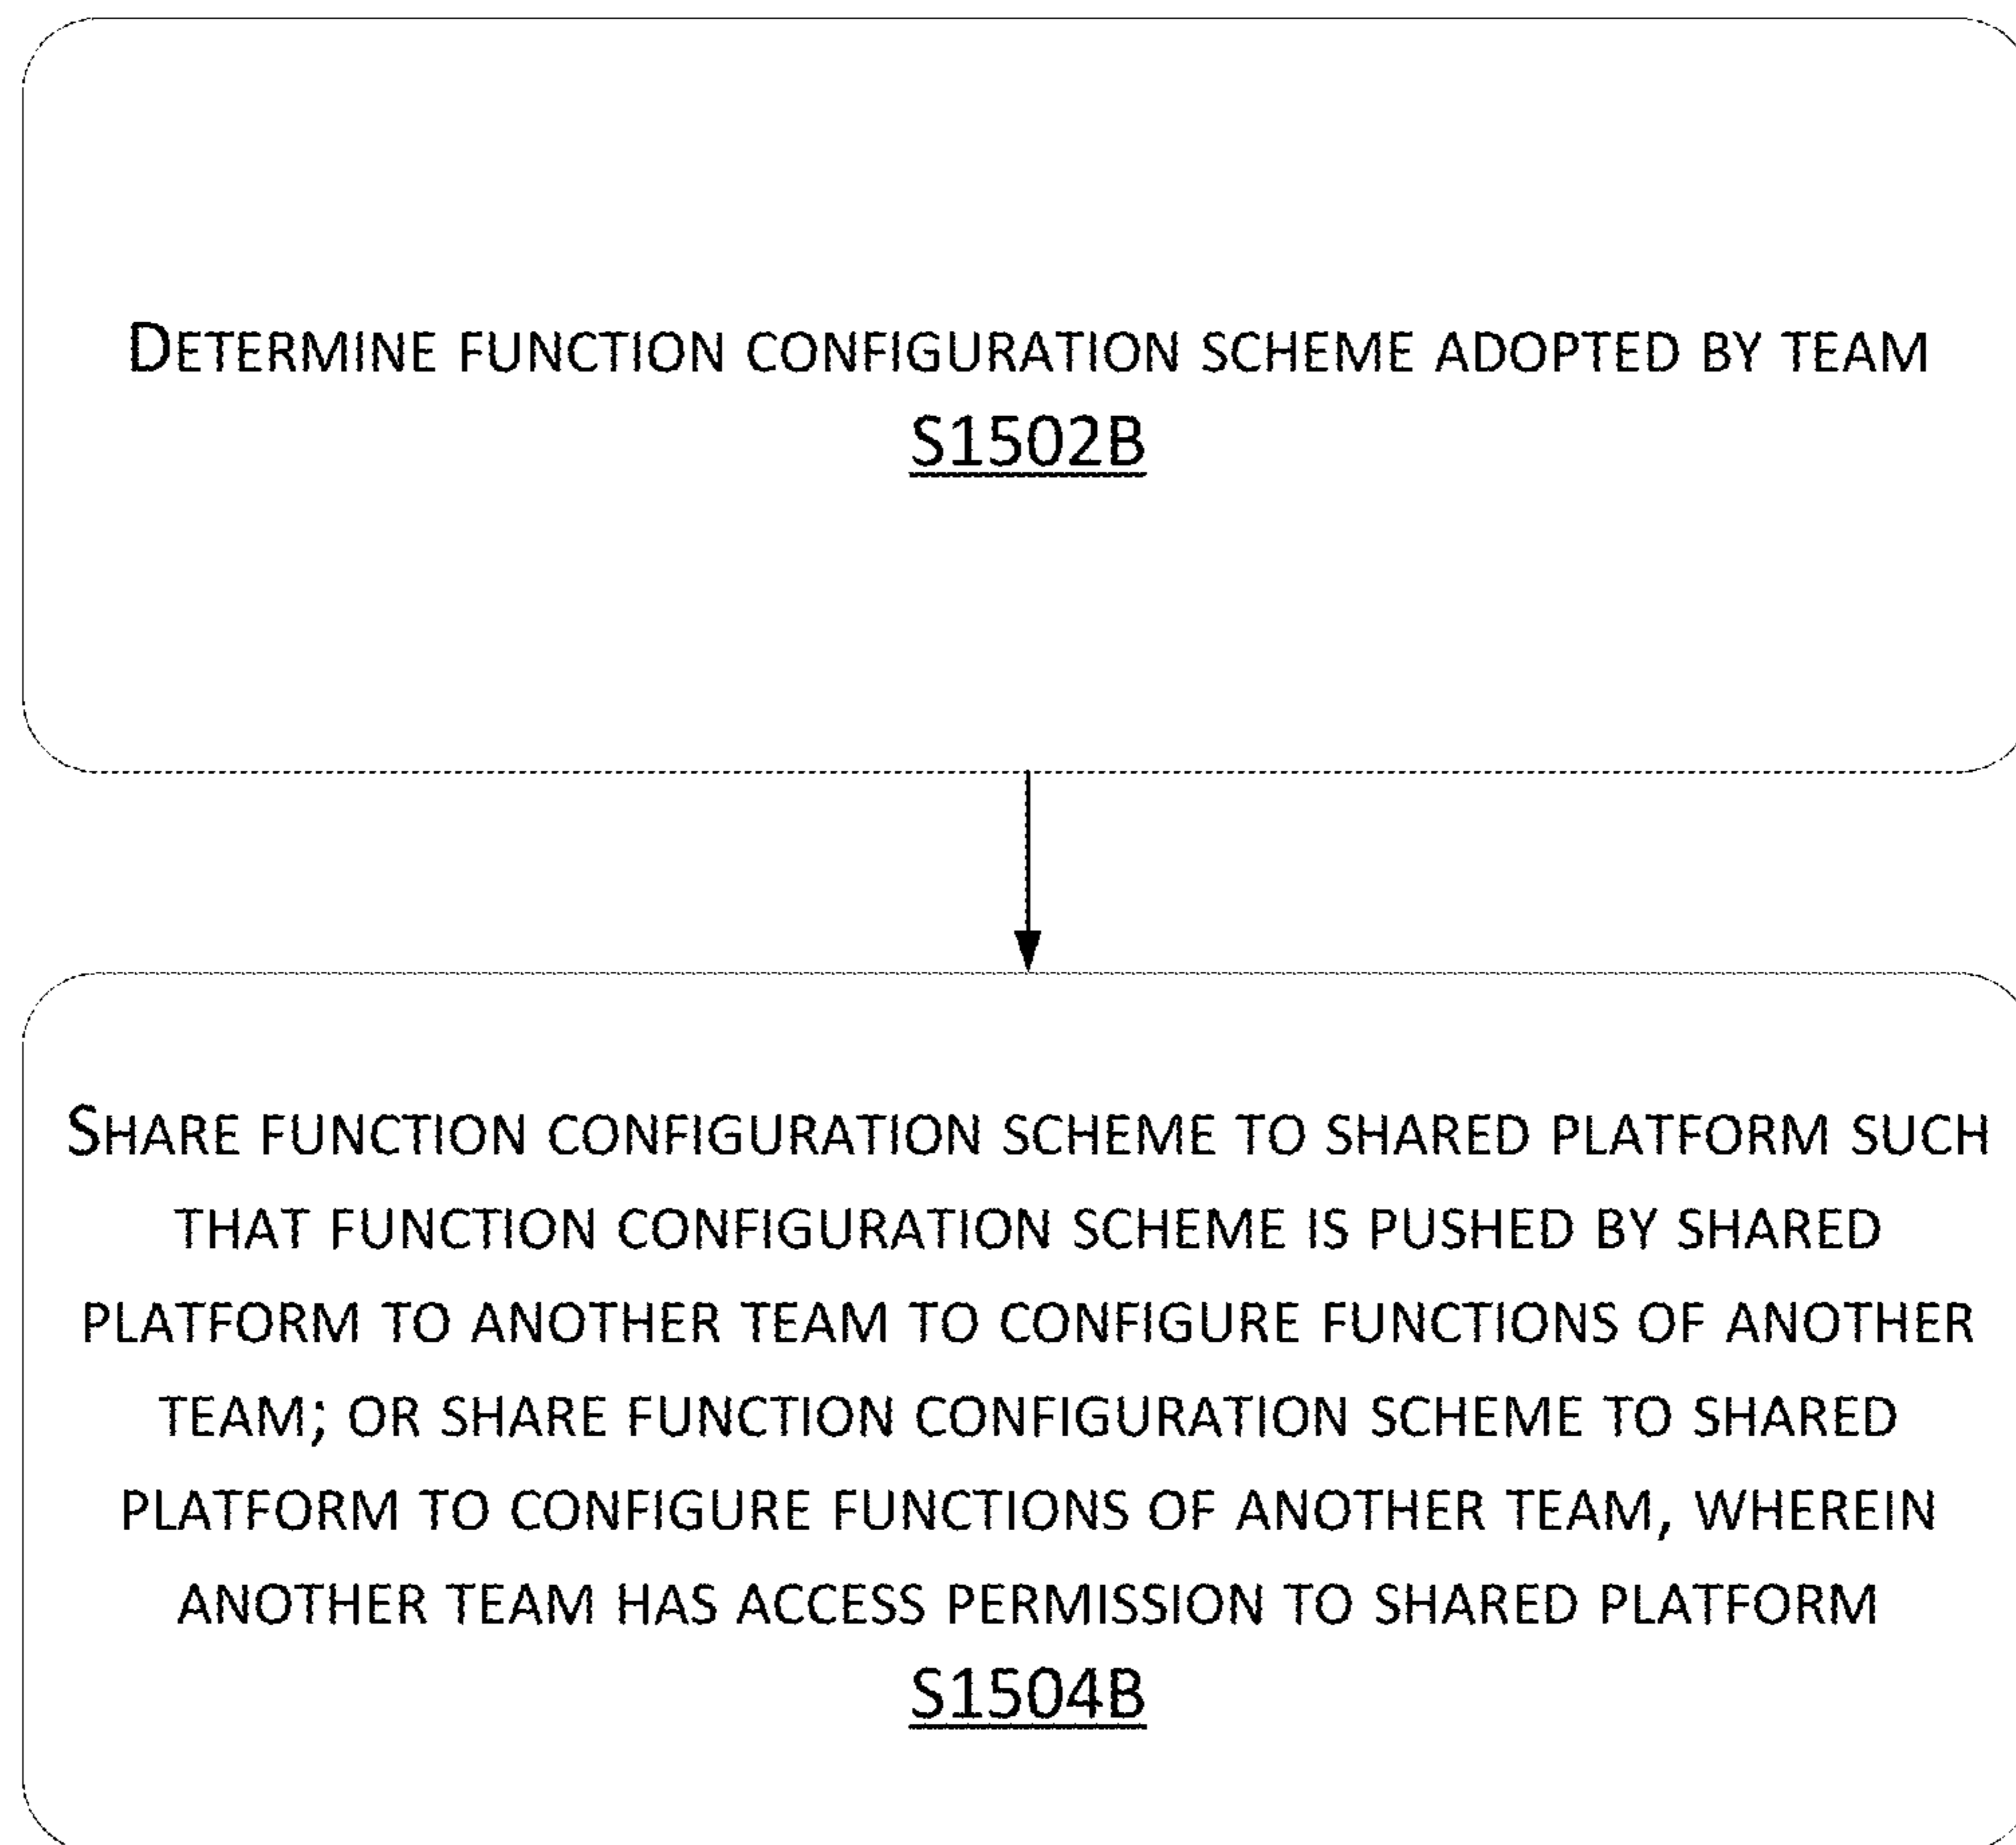 DETERMINE FUNCTION CONFIGURATION SCHEME ADOPTED BY TEAM
S1502B
SHARE FUNCTION CONFIGURATION SCHEME TO SHARED PLATFORM SUCH
THAT FUNCTION CONFIGURATION SCHEME IS PUSHED BY SHARED
PLATFORM TO ANOTHER TEAM TO CONFIGURE FUNCTIONS OF ANOTHER
TEAM; OR SHARE FUNCTION CONFIGURATION SCHEME TO SHARED
PLATFORM TO CONFIGURE FUNCTIONS OF ANOTHER TEAM, WHEREIN
ANOTHER TEAM HAS ACCESS PERMISSION TO SHARED PLATFORM
S1504B